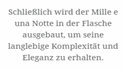 Schließlich wird der Mille e
una Notte in der Flasche
ausgebaut, um seine
langlebige Komplexität und
Eleganz zu erhalten.